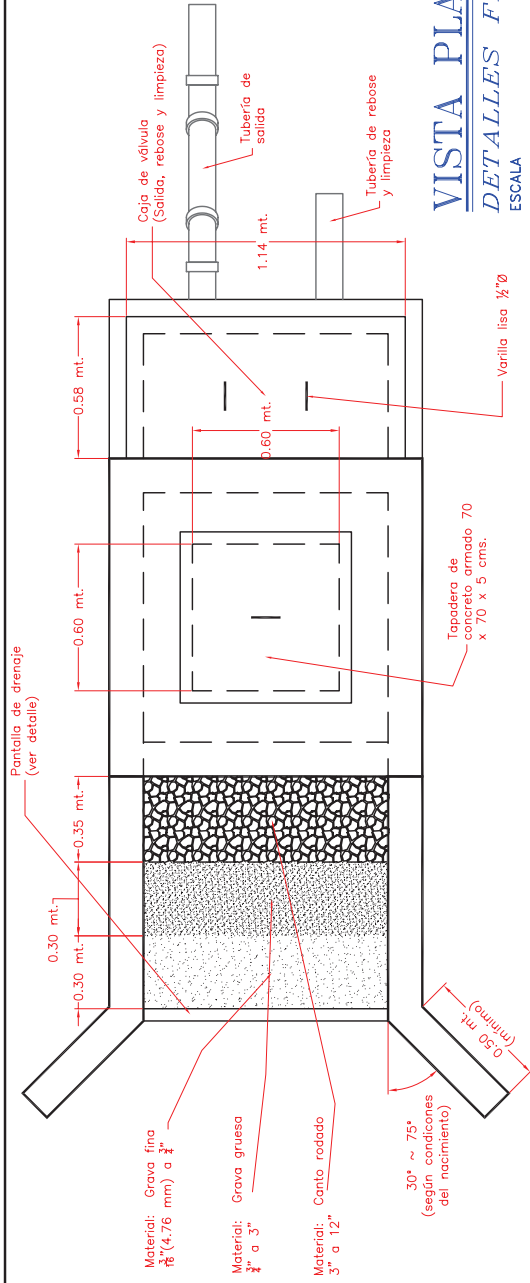 Pantalla de drenaje
(ver detalle)
0.30 mt.
0.30 mt.
0.35 mt.
0.60 mt.
0.58 mt.
Caja de válvula
(Salida, rebose y limpieza)
Tubería de
salida
1.14 mt.
0.60 mt.
Tubería de rebose
y limpieza
Material: Grava fina
3/16"(4.76 mm) a 3/4"
Material: Grava gruesa
3/4" a 3"
Material: Canto rodado
3" a 12"
30° ~ 75°
(según condicones
del nacimiento)
0.50 mt.
(mínimo)
Tapadera de
concreto armado 70
x 70 x 5 cms.
Varilla lisa ½"Ø
VISTA PLA
DETALLES F
ESCALA